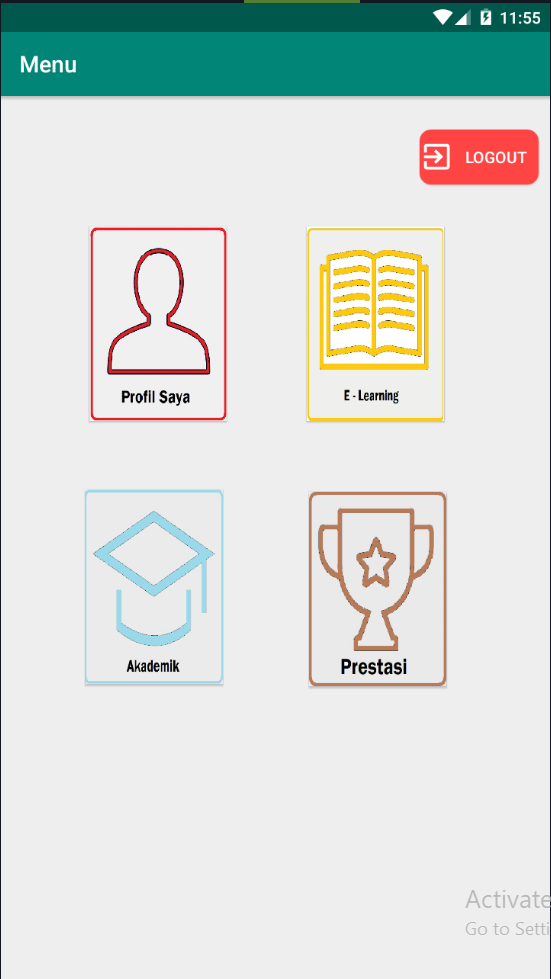 11:55
Menu
LOGOUT
Profil Saya
E - Learning
Akademik
Prestasi
Activate
Go to Setti